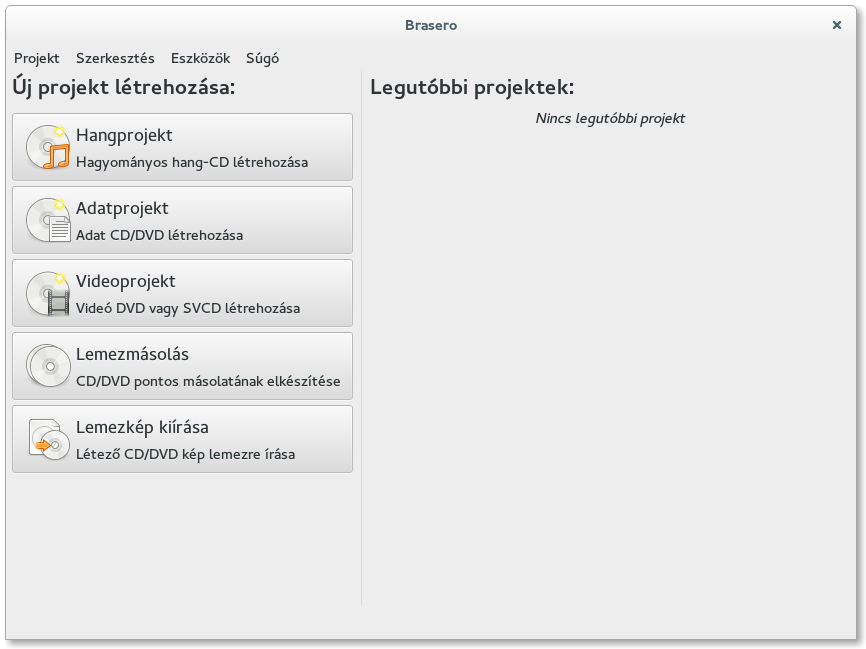 Brasero
Projekt Szerkesztés Eszközök Súgó
Új projekt létrehozása:
Hangprojekt
Hagyományos hang-CD létrehozása
Adatprojekt
Adat CD/DVD létrehozása
Videoprojekt
Videó DVD vagy SVCD létrehozása
Lemezmásolás
CD/DVD pontos másolatának elkészítése
Lemezkép kiírása
Létező CD/DVD kép lemezre írása
Legutóbbi projektek:
Nincs legutóbbi projekt